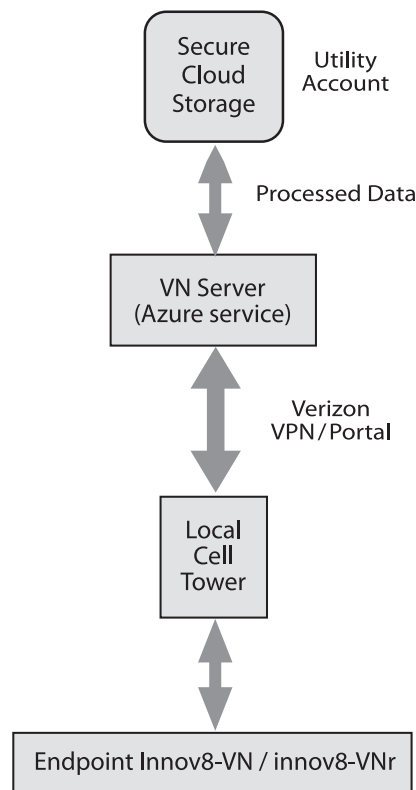 Secure
Cloud
Storage
Utility
Account
Processed Data
VN Server
(Azure service)
Verizon
VPN/Portal
Local
Cell
Tower
Endpoint Innov8-VN / innov8-VNr